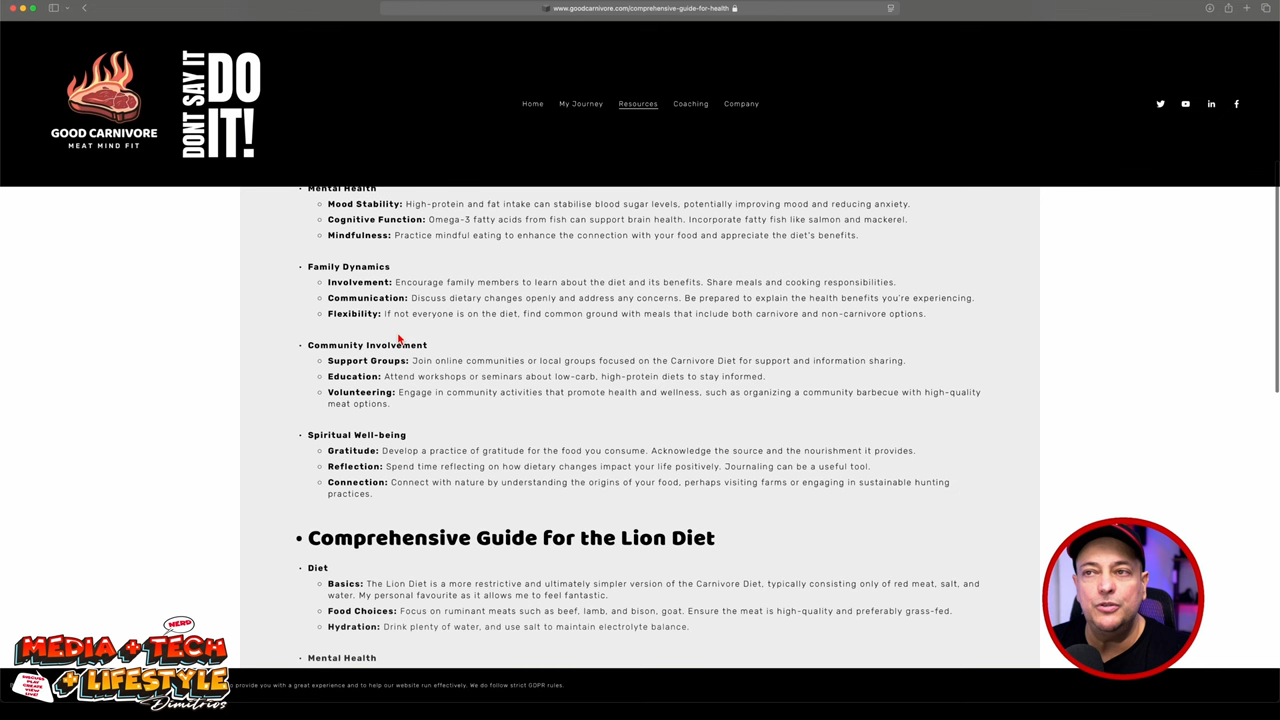 www.goodcarnivore.com/comprehensive-guide-for-health
GOOD CARNIVORE
MEAT MIND FIT
DONT SAY IT
DO
IT!
Home
My Journey
Resources
Coaching
Company
Mental Health
Mood Stability: High-protein and fat intake can stabilise blood sugar levels, potentially improving mood and reducing anxiety.
Cognitive Function: Omega-3 fatty acids from fish can support brain health. Incorporate fatty fish like salmon and mackerel.
Mindfulness: Practice mindful eating to enhance the connection with your food and appreciate the diet's benefits.
Family Dynamics
Involvement: Encourage family members to learn about the diet and its benefits. Share meals and cooking responsibilities.
Communication: Discuss dietary changes openly and address any concerns. Be prepared to explain the health benefits you're experiencing.
Flexibility: If not everyone is on the diet, find common ground with meals that include both carnivore and non-carnivore options.
Community Involvement
Support Groups: Join online communities or local groups focused on the Carnivore Diet for support and information sharing.
Education: Attend workshops or seminars about low-carb, high-protein diets to stay informed.
Volunteering: Engage in community activities that promote health and wellness, such as organizing a community barbecue with high-quality
meat options.
Spiritual Well-being
Gratitude: Develop a practice of gratitude for the food you consume. Acknowledge the source and the nourishment it provides.
Reflection: Spend time reflecting on how dietary changes impact your life positively. Journaling can be a useful tool.
Connection: Connect with nature by understanding the origins of your food, perhaps visiting farms or engaging in sustainable hunting
practices.
Comprehensive Guide for the Lion Diet
Diet
Basics: The Lion Diet is a more restrictive and ultimately simpler version of the Carnivore Diet, typically consisting only of red meat, salt, and
water. My personal favourite as it allows me to feel fantastic.
Food Choices: Focus on ruminant meats such as beef, lamb, and bison, goat. Ensure the meat is high-quality and preferably grass-fed.
Hydration: Drink plenty of water, and use salt to maintain electrolyte balance.
Mental Health
to provide you with a great experience and to help our website run effectively. We do follow strict GDPR rules.
NERD
MEDIA + TECH
+ LIFESTYLE
DISCUSS
PLAY
CREATE
VIEW
LIVE!
Dimitrios